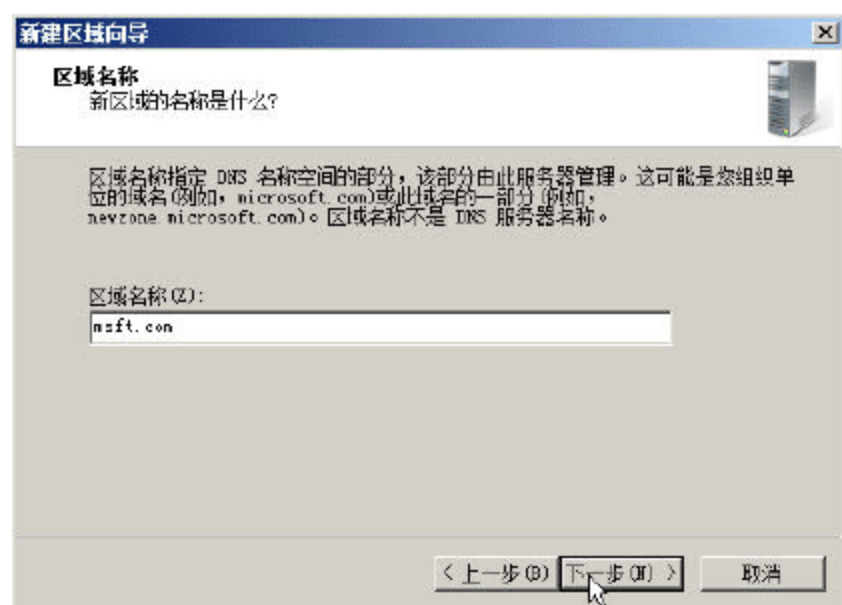 新建区域向导
区域名称
新区域的名称是什么?
区域名称指定 DNS 名称空间的部分，该部分由此服务器管理。这可能是您组织单
位的域名(例如，microsoft.com)或此域名的一部分(例如，
newzone.microsoft.com)。区域名称不是 DNS 服务器名称。
区域名称(Z):
msft.com
< 上一步(B)
下一步(N) >
取消